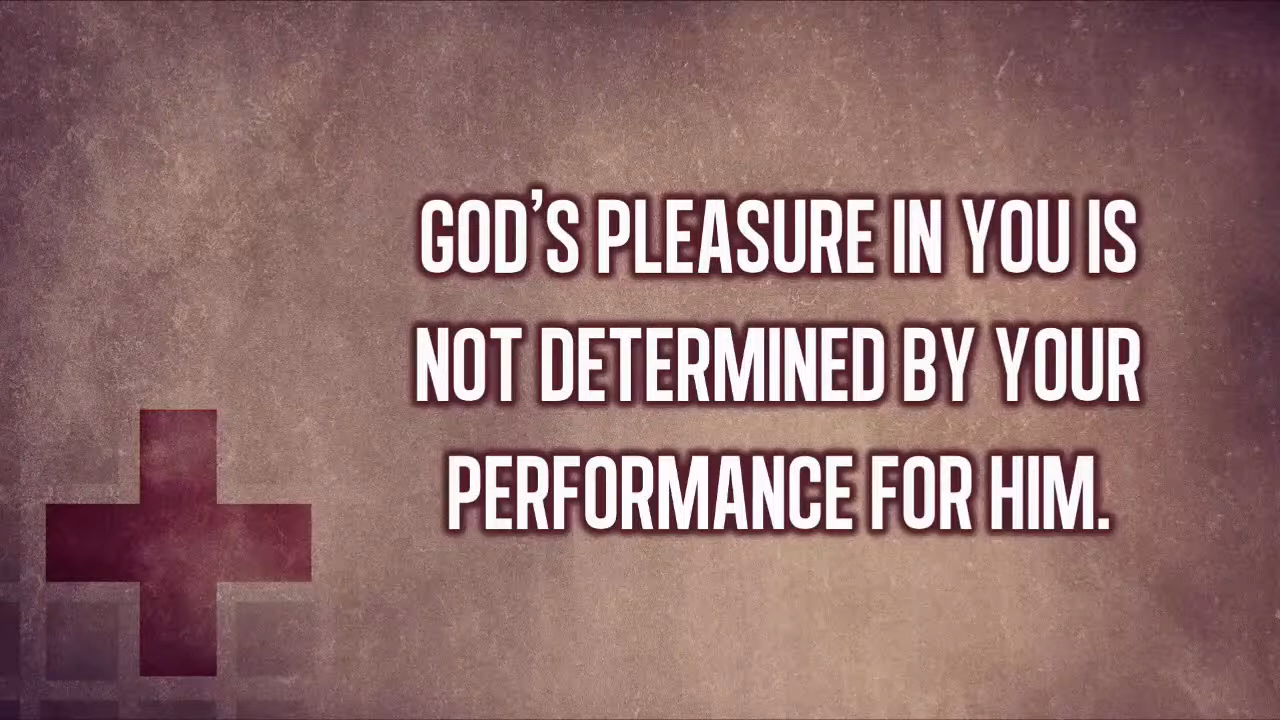 GOD’S PLEASURE IN YOU IS
NOT DETERMINED BY YOUR
PERFORMANCE FOR HIM.